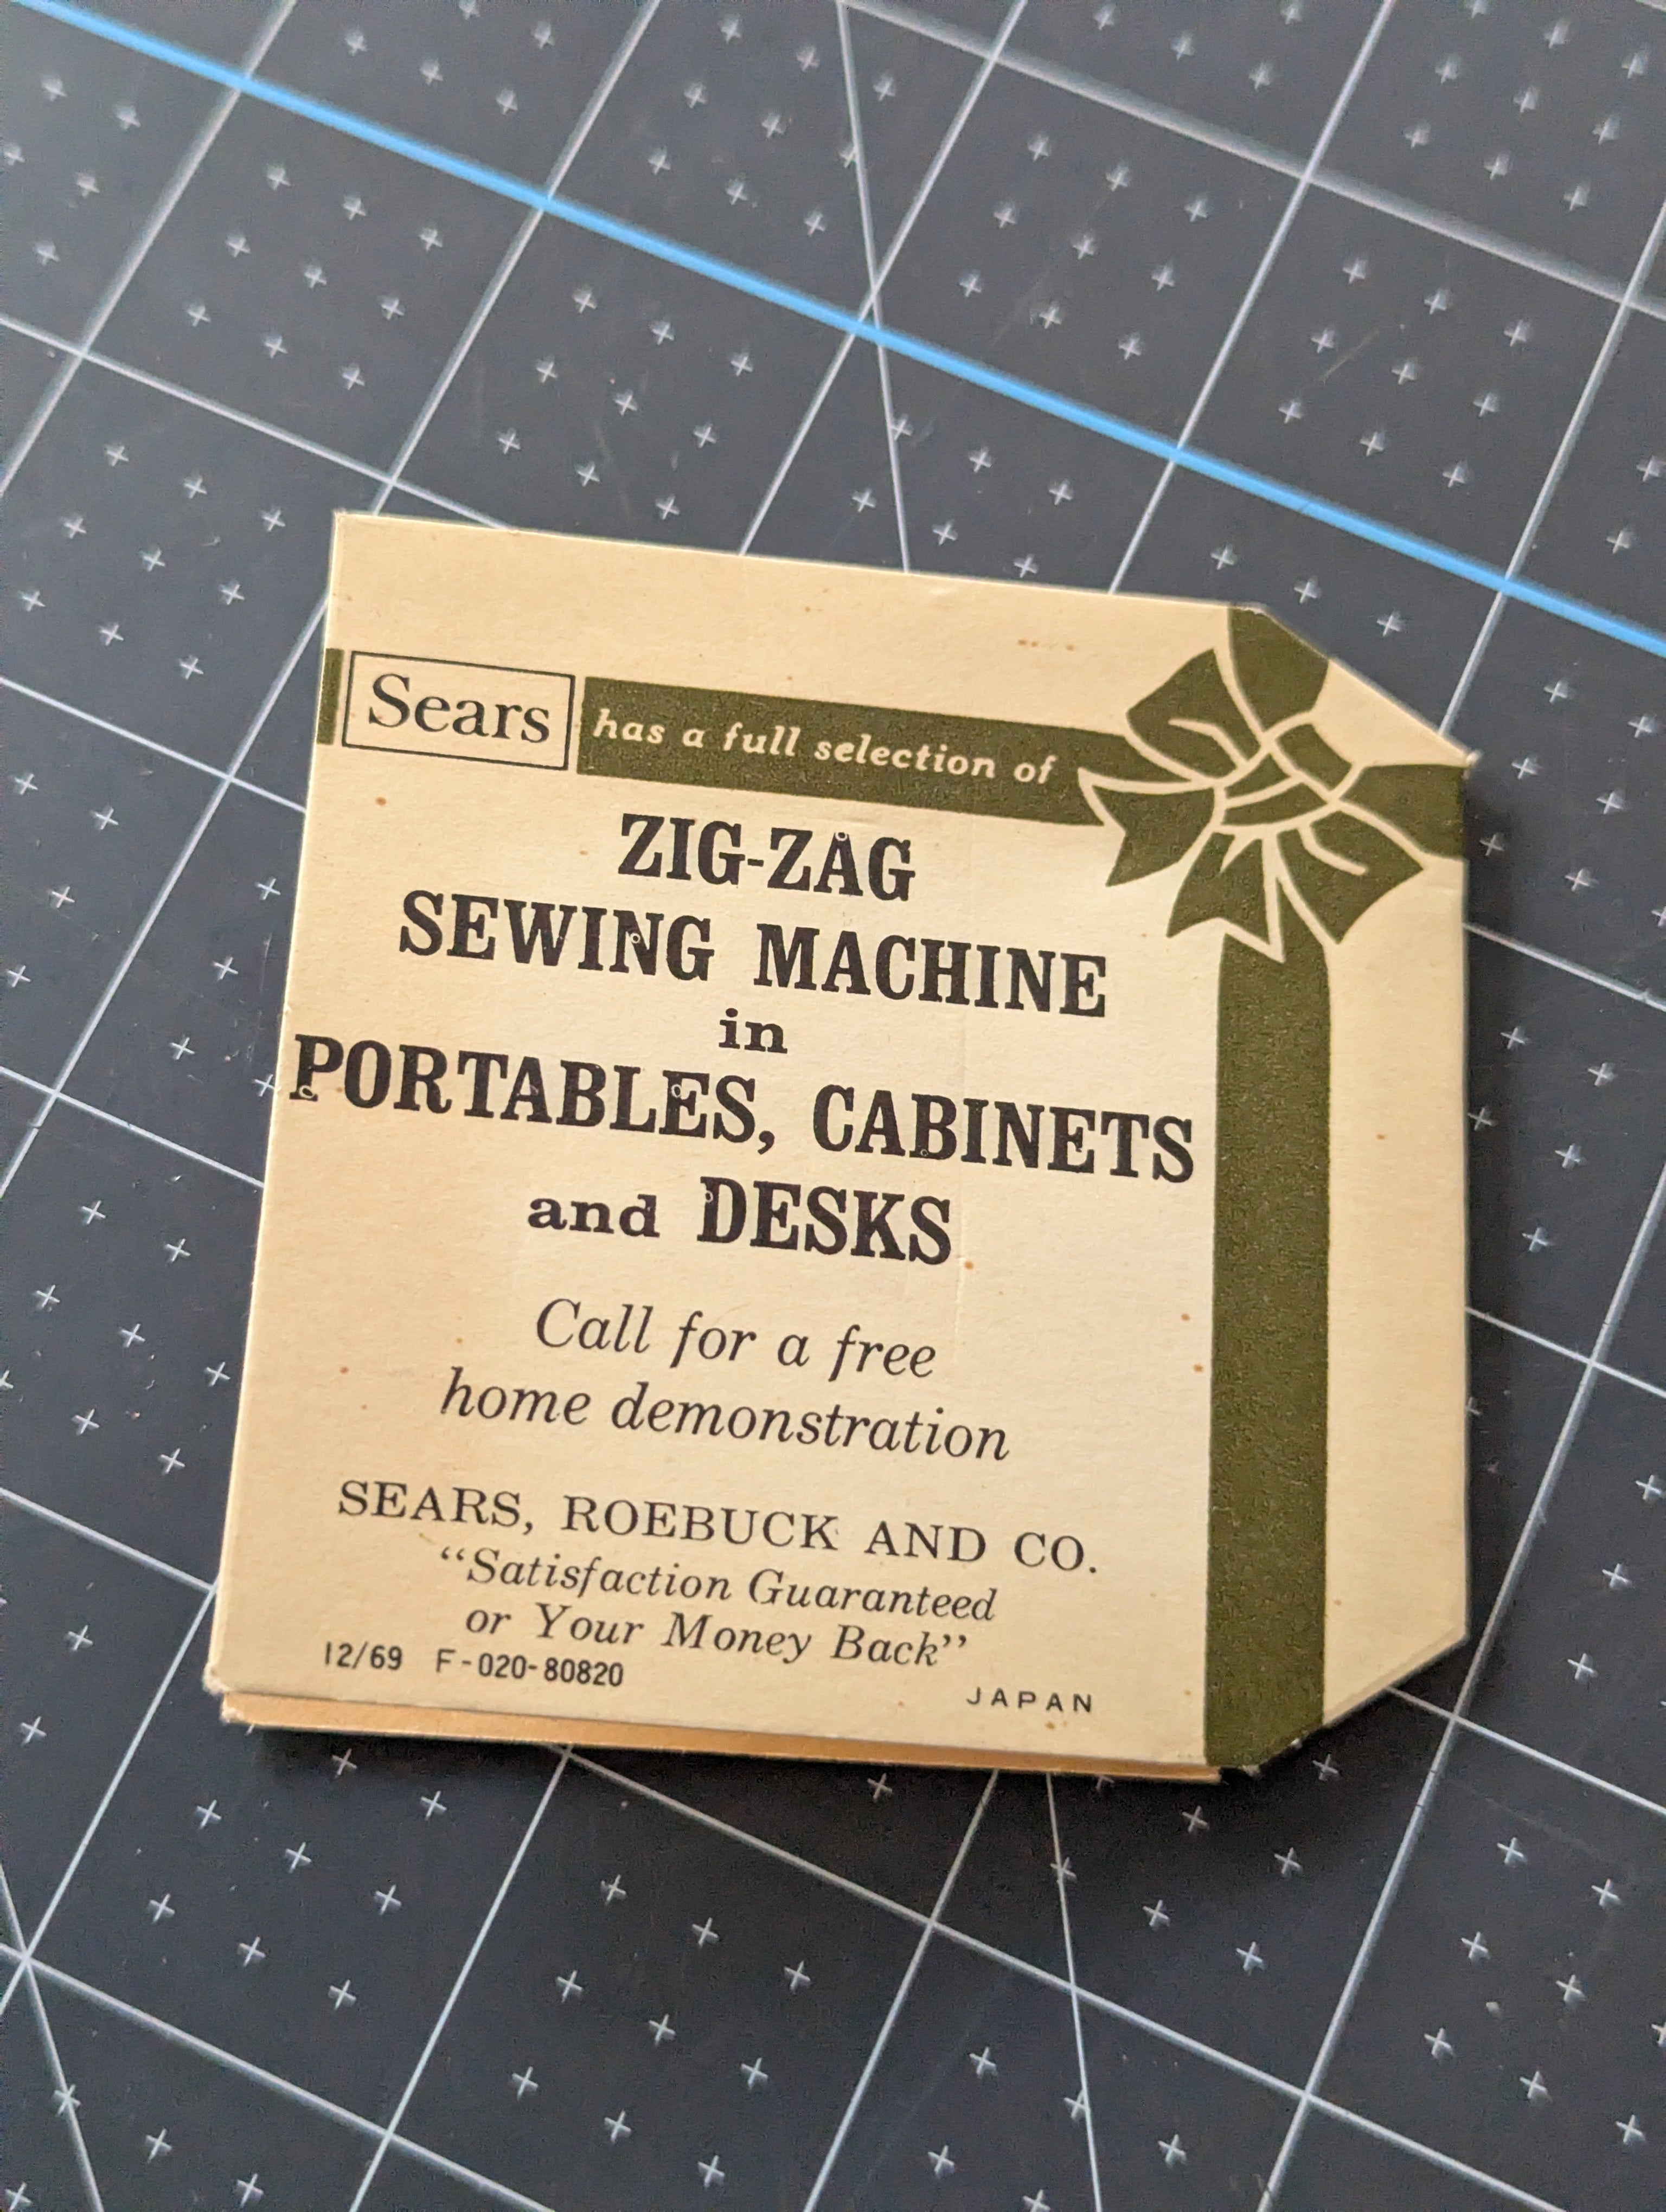 Sears has a full selection of
ZIG-ZAG
SEWING MACHINE
in
PORTABLES, CABINETS
and DESKS
Call for a free
home demonstration
SEARS, ROEBUCK AND CO.
“Satisfaction Guaranteed
or Your Money Back”
12/69 F-020-80820
JAPAN